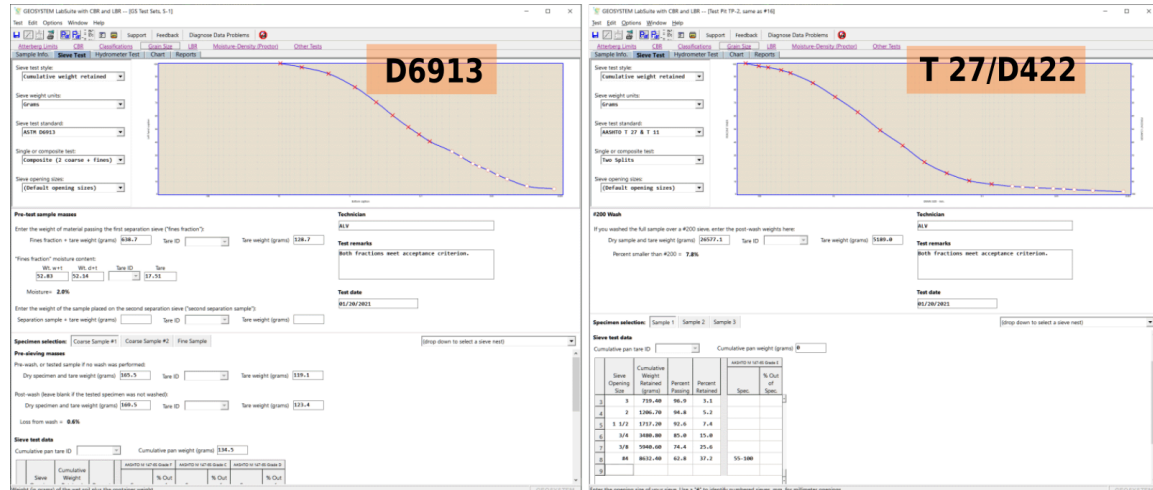 GEOSYSTEM LabSuite with CBR and LBR -- [GS Test Sets, S-1]
Test Edit Options Window Help
Support Feedback Diagnose Data Problems
Atterberg Limits CBR Classifications Grain Size LBR Moisture-Density (Proctor) Other Tests
Sample Info. Sieve Test Hydrometer Test Chart Reports
D6913
Sieve test style:
Cumulative weight retained
Sieve weight units:
Grams
Sieve test standard:
ASTM D6913
Single or composite test:
Composite (2 coarse + fines)
Sieve opening sizes:
(Default opening sizes)
Pre-test sample masses
Enter the weight of material passing the first separation sieve ("fines fraction"):
Fines fraction + tare weight (grams) 638.7 Tare ID Tare weight (grams) 128.7
"Fines fraction" moisture content:
Wt. w+t Wt. d+t Tare ID Tare
52.83 52.14 17.51
Moisture= 2.0%
Enter the weight of the sample placed on the second separation sieve ("second separation sample"):
Separation sample + tare weight (grams) Tare ID Tare weight (grams)
Technician
ALV
Test remarks
Both fractions meet acceptance criterion.
Test date
01/20/2021
Specimen selection: Coarse Sample #1 Coarse Sample #2 Fine Sample (drop down to select a sieve nest)
Pre-sieving masses
Pre-wash, or tested sample if no wash was performed:
Dry specimen and tare weight (grams) 165.5 Tare ID Tare weight (grams) 119.1
Post-wash (leave blank if the tested specimen was not washed):
Dry specimen and tare weight (grams) 169.5 Tare ID Tare weight (grams) 123.4
Loss from wash = 0.6%
Sieve test data
Cumulative pan tare ID Cumulative pan weight (grams) 134.5
Cumulative
Sieve Weight % Out % Out % Out
GEOSYSTEM LabSuite with CBR and LBR -- [Test Pit TP-2, same as #16]
Test Edit Options Window Help
Support Feedback Diagnose Data Problems
Atterberg Limits CBR Classifications Grain Size LBR Moisture-Density (Proctor) Other Tests
Sample Info. Sieve Test Hydrometer Test Chart Reports
T 27/D422
Sieve test style:
Cumulative weight retained
Sieve weight units:
Grams
Sieve test standard:
AASHTO T 27 & T 11
Single or composite test:
Two Splits
Sieve opening sizes:
(Default opening sizes)
#200 Wash
If you washed the full sample over a #200 sieve, enter the post-wash weights here:
Dry sample and tare weight (grams) 26577.1 Tare ID Tare weight (grams) 5189.0
Percent smaller than #200 = 7.8%
Technician
ALV
Test remarks
Both fractions meet acceptance criterion.
Test date
01/20/2021
Specimen selection: Sample 1 Sample 2 Sample 3 (drop down to select a sieve nest)
Sieve test data
Cumulative pan tare ID Cumulative pan weight (grams) 0
Sieve Opening Size Cumulative Weight Retained (grams) Percent Passing Percent Retained Spec. % Out of Spec.
3 3 719.40 96.9 3.1
4 2 1206.70 94.8 5.2
5 1 1/2 1717.20 92.6 7.4
6 3/4 3480.80 85.0 15.0
7 3/8 5940.60 74.4 25.6
8 #4 8632.40 62.8 37.2 55-100
9